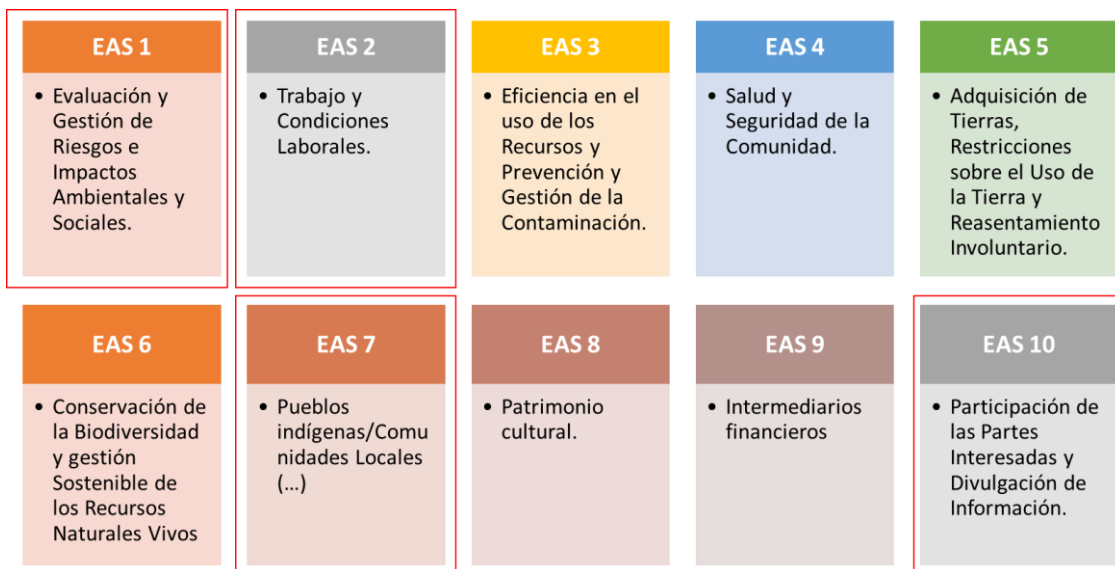 EAS 1
• Evaluación y
Gestión de
Riesgos e
Impactos
Ambientales y
Sociales.
EAS 2
• Trabajo y
Condiciones
Laborales.
EAS 3
• Eficiencia en el
uso de los
Recursos y
Prevención y
Gestión de la
Contaminación.
EAS 4
• Salud y
Seguridad de la
Comunidad.
EAS 5
• Adquisición de
Tierras,
Restricciones
sobre el Uso de
la Tierra y
Reasentamiento
Involuntario.
EAS 6
• Conservación de
la Biodiversidad
y gestión
Sostenible de
los Recursos
Naturales Vivos
EAS 7
• Pueblos
indígenas/Comu
nidades Locales
(...)
EAS 8
• Patrimonio
cultural.
EAS 9
• Intermediarios
financieros
EAS 10
• Participación de
las Partes
Interesadas y
Divulgación de
Información.